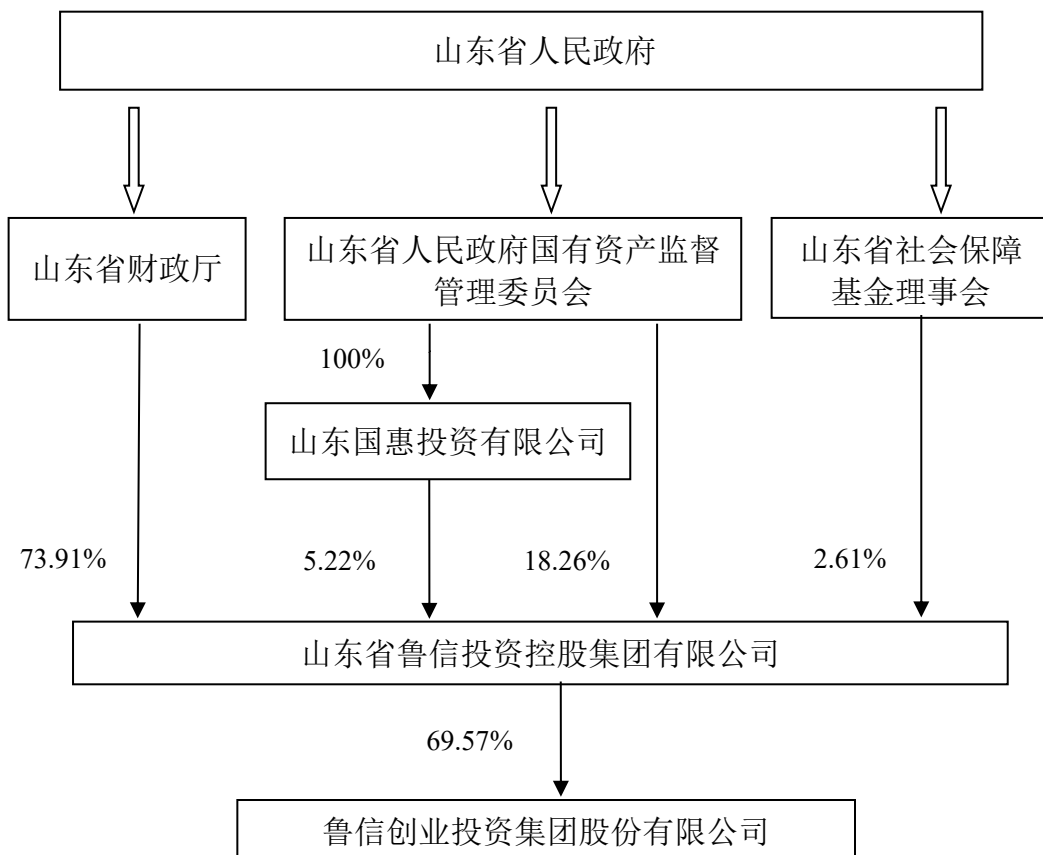 山东省人民政府
山东省财政厅
山东省人民政府国有资产监督
管理委员会
山东省社会保障
基金理事会
100%
山东国惠投资有限公司
73.91%
5.22%
18.26%
2.61%
山东省鲁信投资控股集团有限公司
69.57%
鲁信创业投资集团股份有限公司